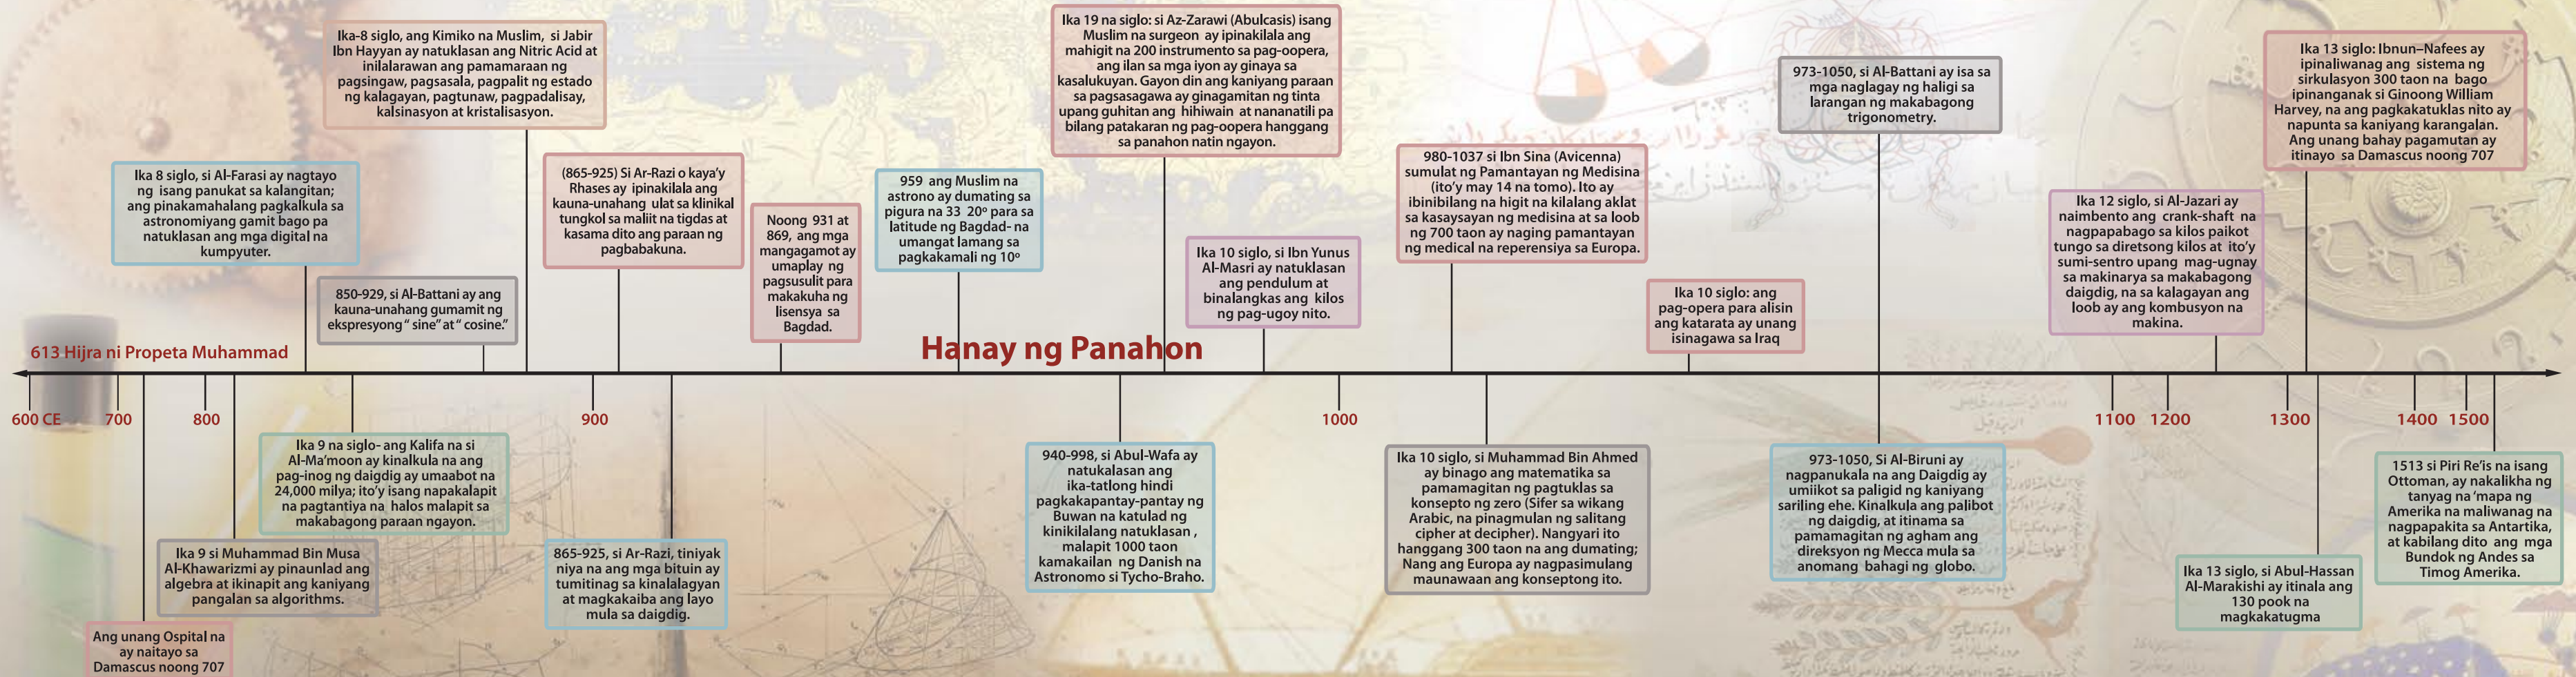 Ika-8 siglo, ang Kimiko na Muslim, si Jabir
Ibn Hayyan ay natuklasan ang Nitric Acid at
inilalarawan ang pamamaraan ng
pagsingaw, pagsasala, pagpalit ng estado
ng kalagayan, pagtunaw, pagpadalisay,
kalsinasyon at kristalisasyon.
Ika 19 na siglo: si Az-Zarawi (Abulcasis) isang
Muslim na surgeon ay ipinakilala ang
mahigit na 200 instrumento sa pag-oopera,
ang ilan sa mga iyon ay ginaya sa
kasalukuyan. Gayon din ang kaniyang paraan
sa pagsasagawa ay ginagamitan ng tinta
upang guhitan ang hihiwain at nananatili pa
bilang patakaran ng pag-oopera hanggang
sa panahon natin ngayon.
973-1050, si Al-Battani ay isa sa
mga naglagay ng haligi sa
larangan ng makabagong
trigonometry.
Ika 13 siglo: Ibnun–Nafees ay
ipinaliwanag ang sistema ng
sirkulasyon 300 taon na bago
ipinanganak si Ginoong William
Harvey, na ang pagkakatuklas nito ay
napunta sa kaniyang karangalan.
Ang unang bahay pagamutan ay
itinayo sa Damascus noong 707
Ika 8 siglo, si Al-Farasi ay nagtayo
ng isang panukat sa kalangitan;
ang pinakamahalang pagkalkula sa
astronomiyang gamit bago pa
natuklasan ang mga digital na
kumpyuter.
850-929, si Al-Battani ay ang
kauna-unahang gumamit ng
ekspresyong “ sine” at “ cosine.”
(865-925) Si Ar-Razi o kaya’y
Rhases ay ipinakilala ang
kauna-unahang ulat sa klinikal
tungkol sa maliit na tigdas at
kasama dito ang paraan ng
pagbabakuna.
Noong 931 at
869, ang mga
mangagamot ay
umaplay ng
pagsusulit para
makakuha ng
lisensya sa
Bagdad.
959 ang Muslim na
astrono ay dumating sa
pigura na 33 20º para sa
latitude ng Bagdad- na
umangat lamang sa
pagkakamali ng 10º
Ika 10 siglo, si Ibn Yunus
Al-Masri ay natuklasan
ang pendulum at
binalangkas ang kilos
ng pag-ugoy nito.
980-1037 si Ibn Sina (Avicenna)
sumulat ng Pamantayan ng Medisina
(ito’y may 14 na tomo). Ito ay
ibinibilang na higit na kilalang aklat
sa kasaysayan ng medisina at sa loob
ng 700 taon ay naging pamantayan
ng medical na reperensiya sa Europa.
Ika 10 siglo: ang
pag-opera para alisin
ang katarata ay unang
isinagawa sa Iraq
Ika 12 siglo, si Al-Jazari ay
naimbento ang crank-shaft na
nagpapabago sa kilos paikot
tungo sa diretsong kilos at ito’y
sumi-sentro upang mag-ugnay
sa makinarya sa makabagong
daigdig, na sa kalagayan ang
loob ay ang kombusyon na
makina.
613 Hijra ni Propeta Muhammad
Hanay ng Panahon
600 CE
700
800
900
1000
1100
1200
1300
1400
1500
Ika 9 na siglo- ang Kalifa na si
Al-Ma’moon ay kinalkula na ang
pag-inog ng daigdig ay umaabot na
24,000 milya; ito’y isang napakalapit
na pagtantiya na halos malapit sa
makabagong paraan ngayon.
Ika 9 si Muhammad Bin Musa
Al-Khawarizmi ay pinaunlad ang
algebra at ikinapit ang kaniyang
pangalan sa algorithms.
Ang unang Ospital na
ay naitayo sa
Damascus noong 707
865-925, si Ar-Razi, tiniyak
niya na ang mga bituin ay
tumitinag sa kinalalagyan
at magkakaiba ang layo
mula sa daigdig.
940-998, si Abul-Wafa ay
natukalasan ang
ika-tatlong hindi
pagkakapantay-pantay ng
Buwan na katulad ng
kinikilalang natuklasan ,
malapit 1000 taon
kamakailan ng Danish na
Astronomo si Tycho-Braho.
Ika 10 siglo, si Muhammad Bin Ahmed
ay binago ang matematika sa
pamamagitan ng pagtuklas sa
konsepto ng zero (Sifer sa wikang
Arabic, na pinagmulan ng salitang
cipher at decipher). Nangyari ito
hanggang 300 taon na ang dumating;
Nang ang Europa ay nagpasimulang
maunawaan ang konseptong ito.
973-1050, Si Al-Biruni ay
nagpanukala na ang Daigdig ay
umiikot sa paligid ng kaniyang
sariling ehe. Kinalkula ang palibot
ng daigdig, at itinama sa
pamamagitan ng agham ang
direksyon ng Mecca mula sa
anomang bahagi ng globo.
Ika 13 siglo, si Abul-Hassan
Al-Marakishi ay itinala ang
130 pook na
magkakatugma
1513 si Piri Re’is na isang
Ottoman, ay nakalikha ng
tanyag na ‘mapa ng
Amerika na maliwanag na
nagpapakita sa Antartika,
at kabilang dito ang mga
Bundok ng Andes sa
Timog Amerika.